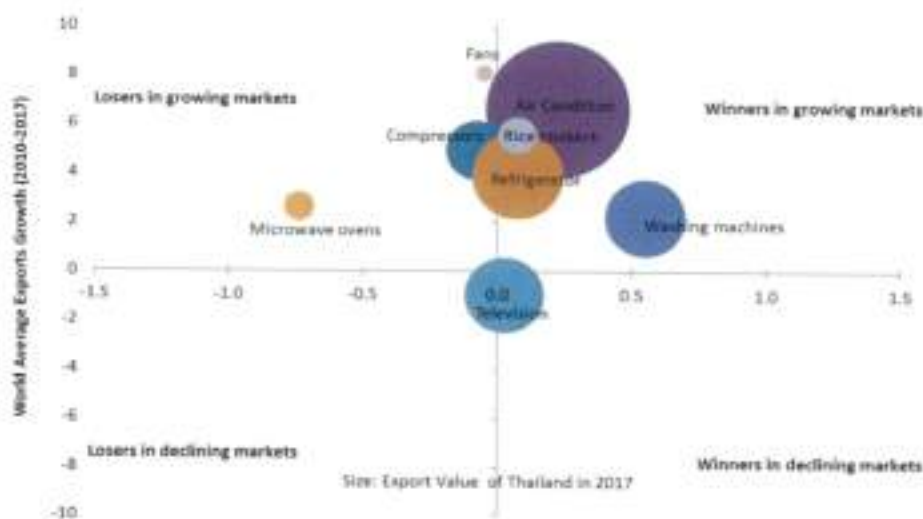 World Average Exports Growth (2010-2017)
10
8
6
4
2
0
-2
-4
-6
-8
-10
Fans
Losers in growing markets
Air Condition
Winners in growing markets
Compressors
Rice cookers
Refrigerator
Microwave ovens
Washing machines
-1.5
-1.0
-0.5
0.0
0.5
1.0
1.5
Television
Losers in declining markets
Winners in declining markets
Size: Export Value of Thailand in 2017